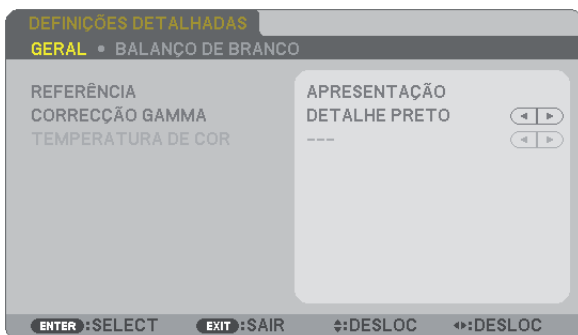 DEFINIÇÕES DETALHADAS
GERAL • BALANÇO DE BRANCO
REFERÊNCIA APRESENTAÇÃO
CORRECÇÃO GAMMA DETALHE PRETO
TEMPERATURA DE COR ---
ENTER :SELECT EXIT :SAIR :DESLOC :DESLOC